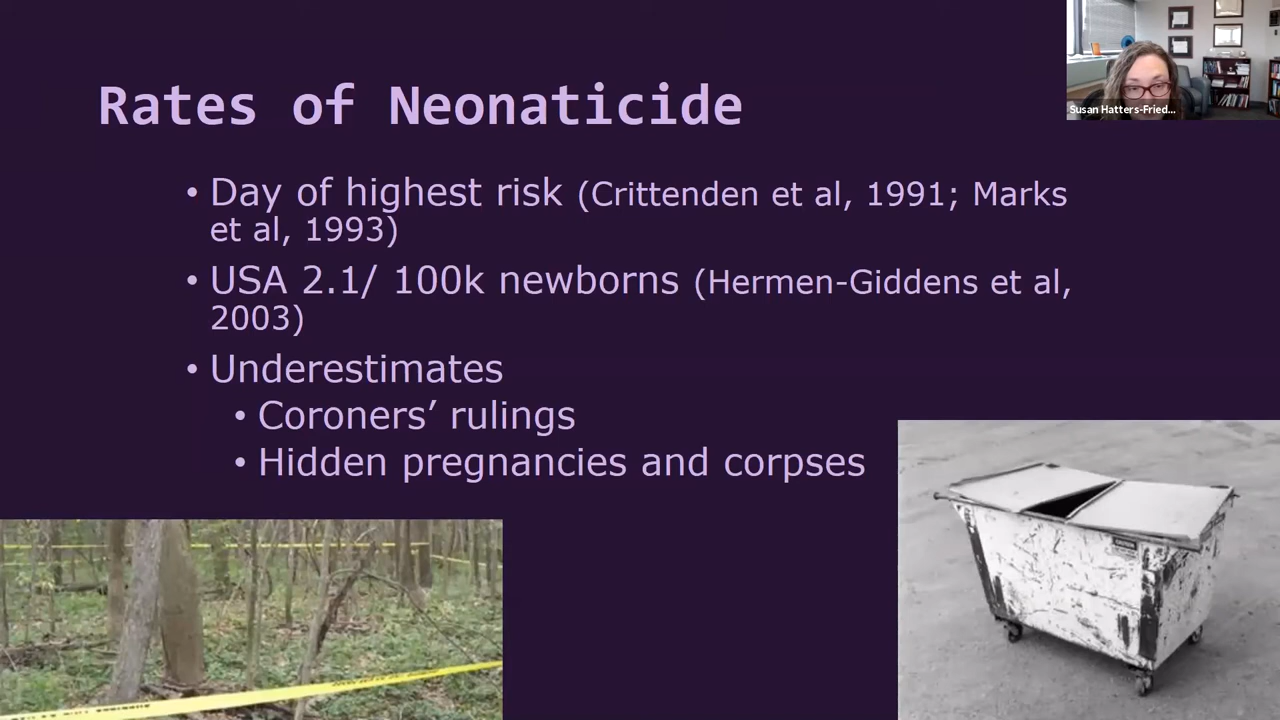 Susan Hatters-Fried...
Rates of Neonaticide
• Day of highest risk (Crittenden et al, 1991; Marks
et al, 1993)
• USA 2.1/ 100k newborns (Hermen-Giddens et al,
2003)
• Underestimates
• Coroners’ rulings
• Hidden pregnancies and corpses